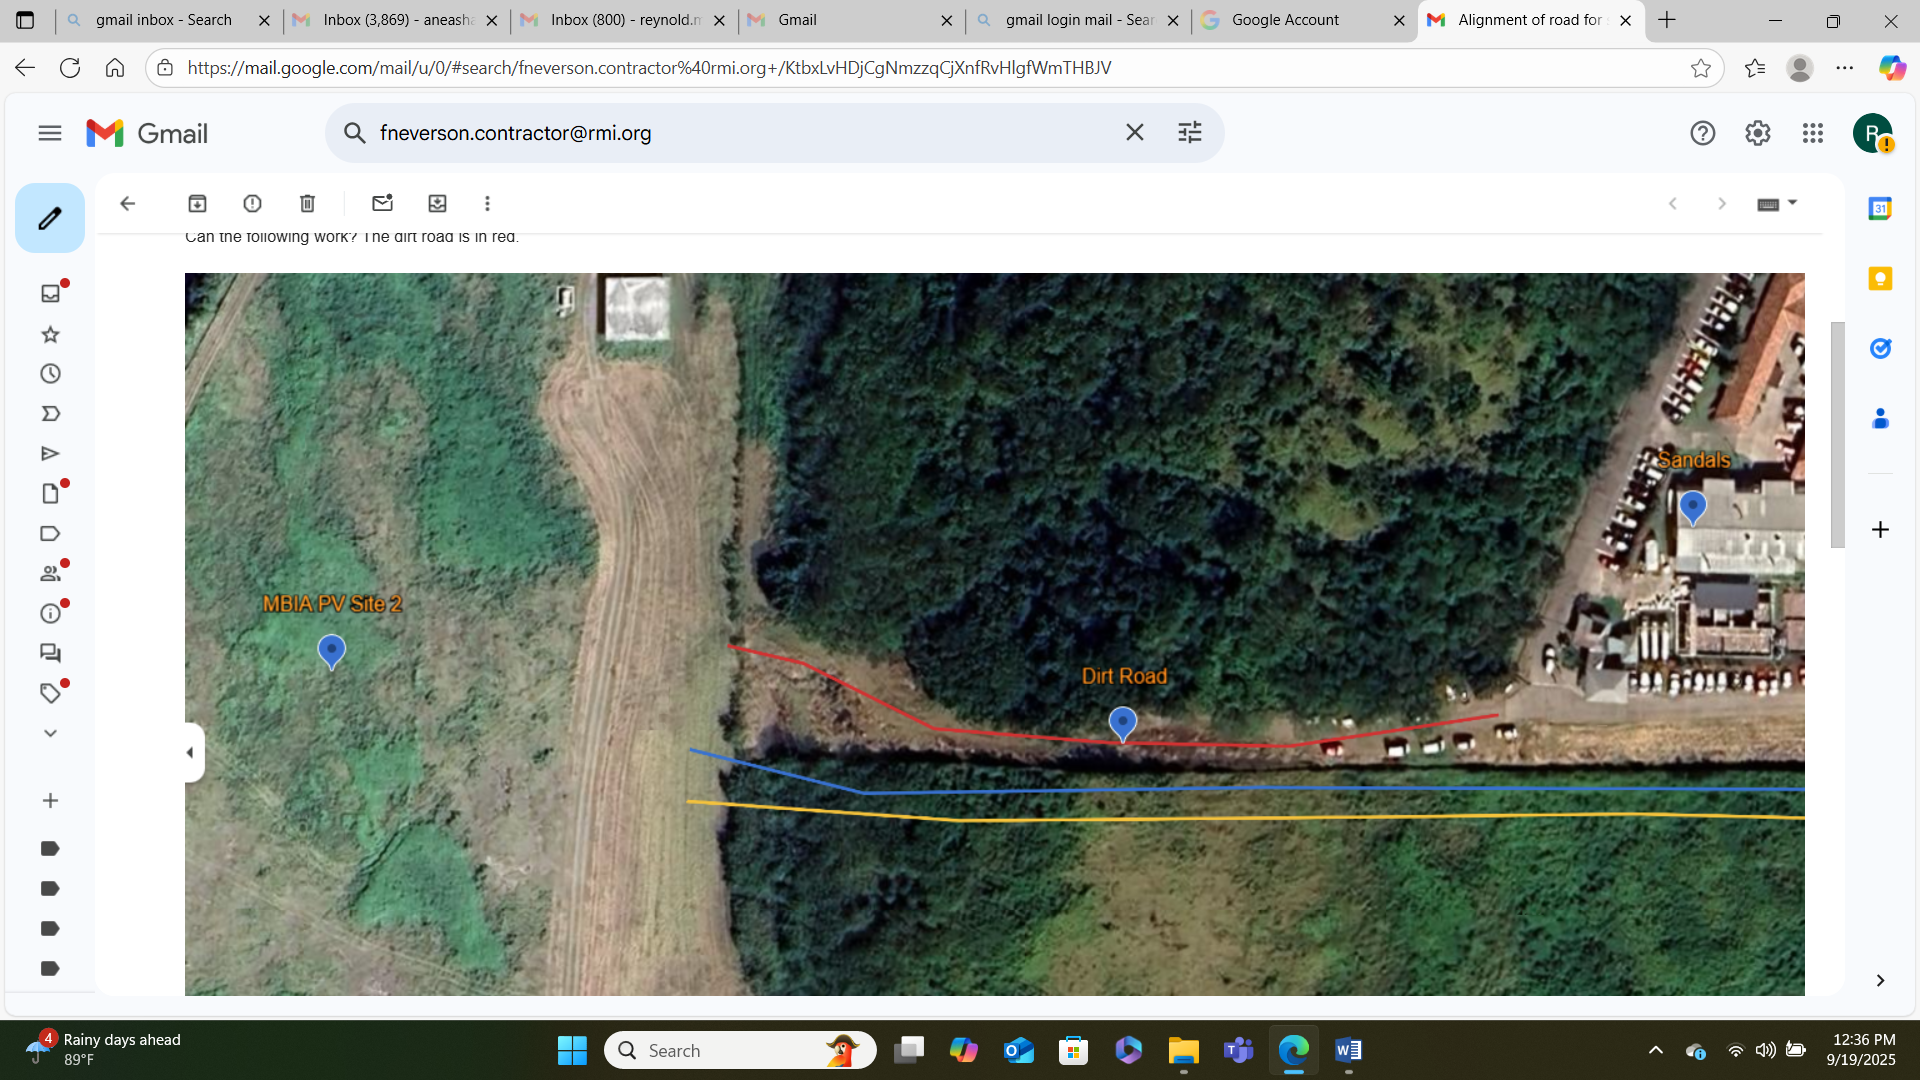 gmail inbox - Search
Inbox (3,869) - aneasha
Inbox (800) - reynold.m
Gmail
gmail login mail - Sear
Google Account
Alignment of road for
https://mail.google.com/mail/u/0/#search/fneverson.contractor%40rmi.org+/KtbxLvHDjCgNmzzqCjXnfRvHlgfWmTHBJV
Gmail
fneverson.contractor@rmi.org
R
31
Can the following work? The dirt road is in red.
Sandals
MBIA PV Site 2
Dirt Road
4
Rainy days ahead
89°F
Search
12:36 PM
9/19/2025